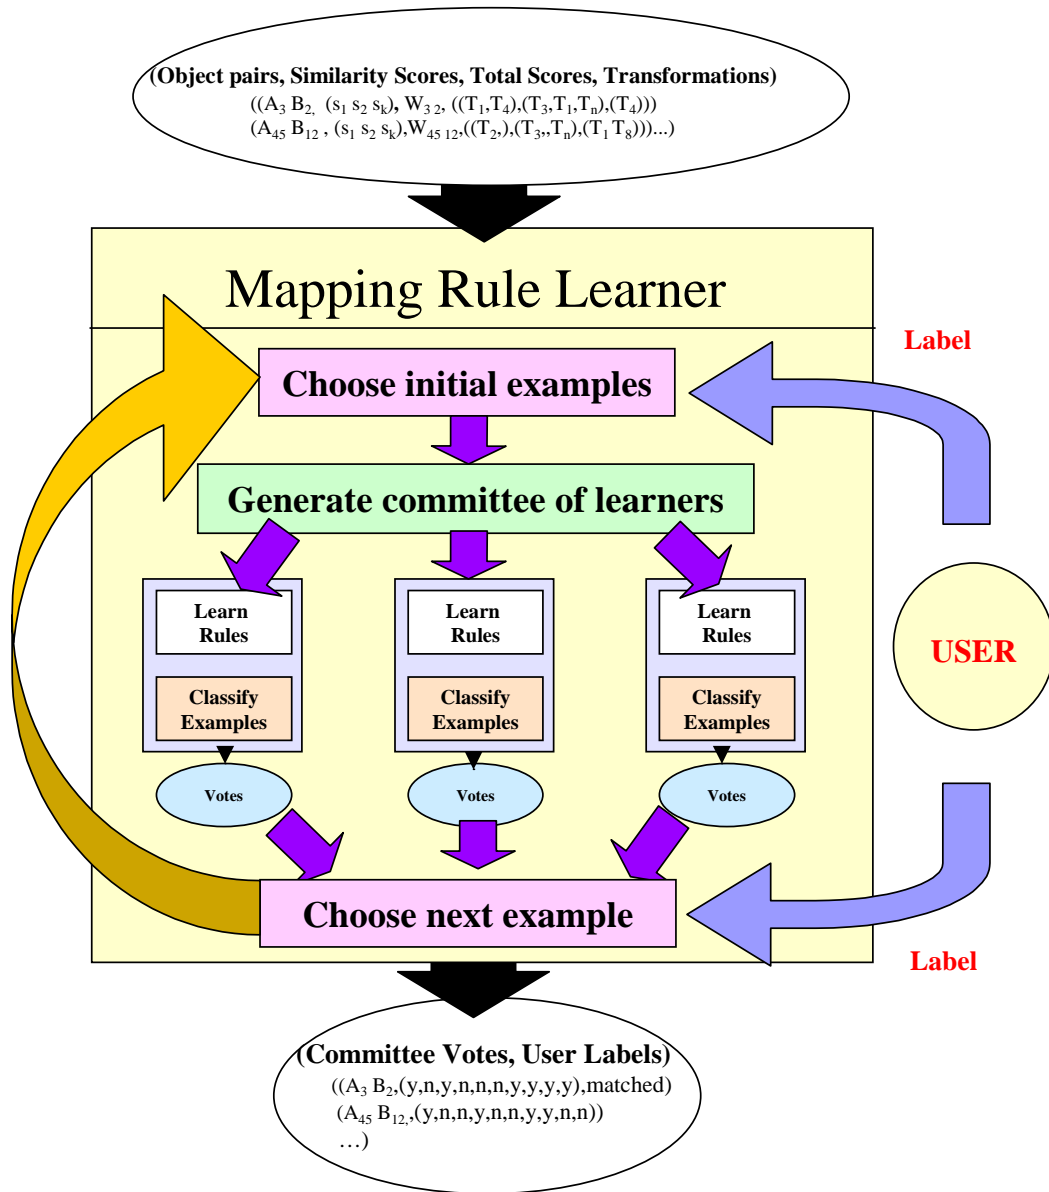 (Object pairs, Similarity Scores, Total Scores, Transformations)
((A3 B2, (s1 s2 sk), W3 2, ((T1,T4),(T3,T1,Tn),(T4)))
(A45 B12 , (s1 s2 sk),W45 12,((T2,),(T3,,Tn),(T1 T8)))...)
Mapping Rule Learner
Label
Choose initial examples
Generate committee of learners
Learn
Rules
Learn
Rules
Learn
Rules
USER
Classify
Examples
Classify
Examples
Classify
Examples
Votes
Votes
Votes
Choose next example
Label
(Committee Votes, User Labels)
((A3 B2,(y,n,y,n,n,n,y,y,y,y),matched)
(A45 B12,(y,n,n,y,n,n,y,y,n,n))
…)